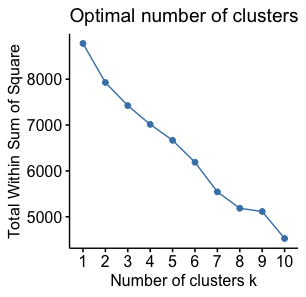 Optimal number of clusters
Total Within Sum of Square
8000
7000
6000
5000
1 2 3 4 5 6 7 8 9 10
Number of clusters k